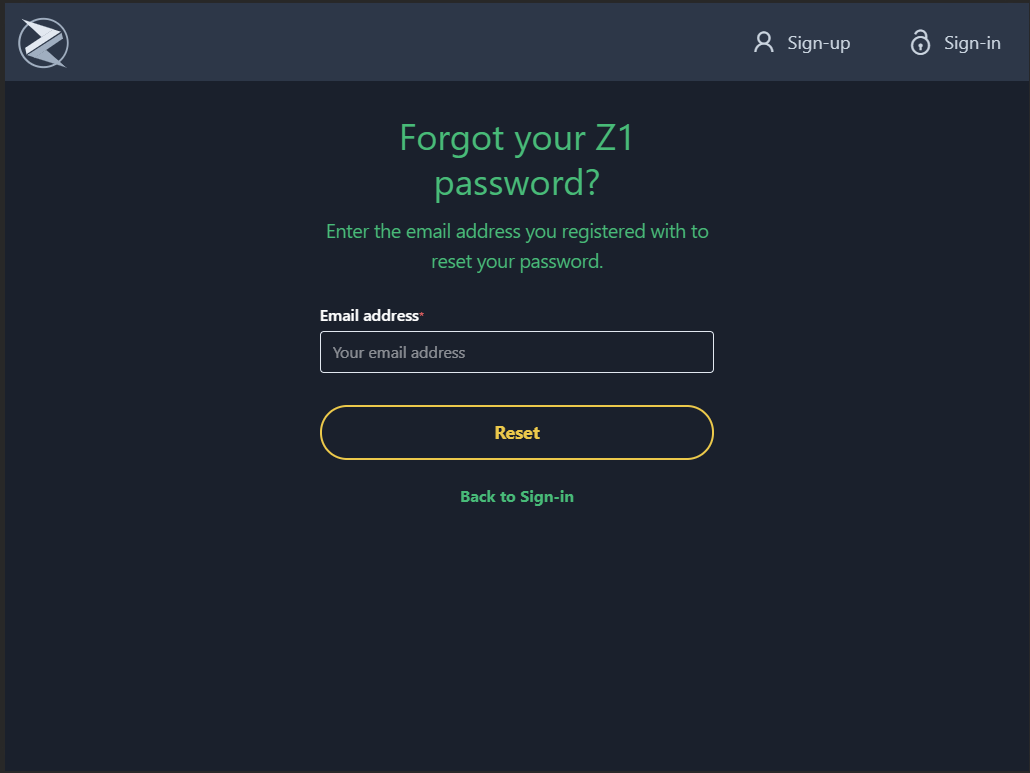 Sign-up
Sign-in
Forgot your Z1
password?
Enter the email address you registered with to
reset your password.
Email address*
Your email address
Reset
Back to Sign-in